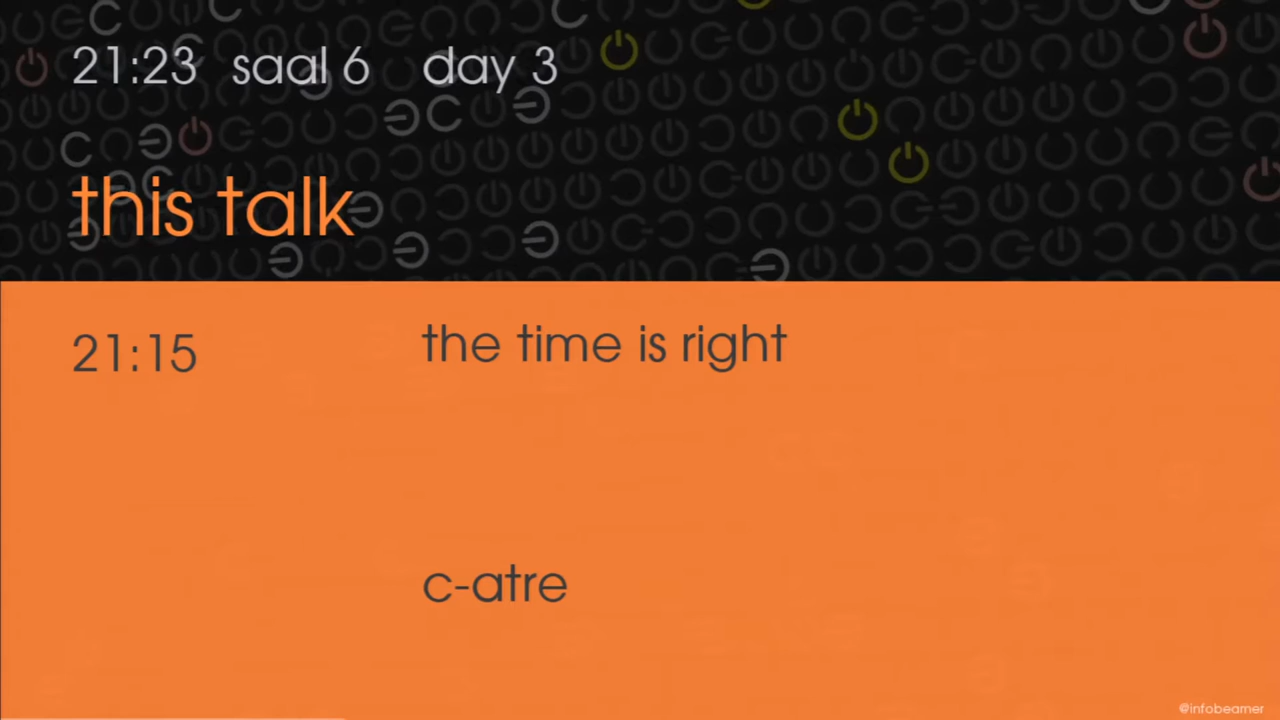 21:23 saal 6 day 3
this talk
21:15 the time is right
c-atre
@infobeamer